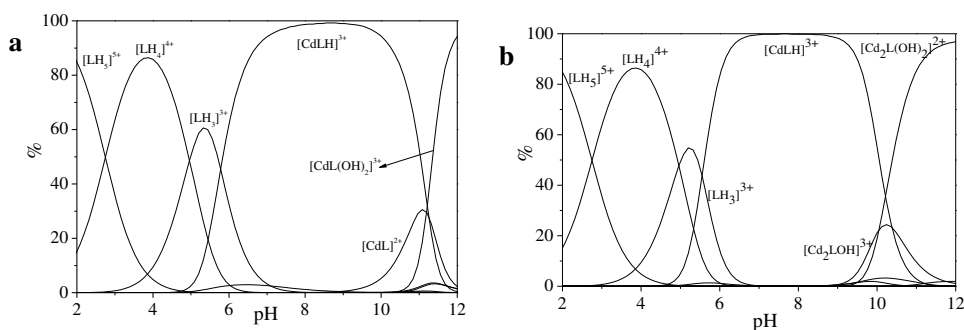 a
100
80
60
40
20
0
%
2 4 6 8 10 12
pH
[LH₅]⁵⁺
[LH₄]⁴⁺
[LH₃]³⁺
[CdLH]³⁺
[CdL(OH)₂]³⁺
[CdL]²⁺
b
100
80
60
40
20
0
%
2 4 6 8 10 12
pH
[LH₅]⁵⁺
[LH₄]⁴⁺
[LH₃]³⁺
[CdLH]³⁺
[Cd₂L(OH)₂]²⁺
[Cd₂LOH]³⁺